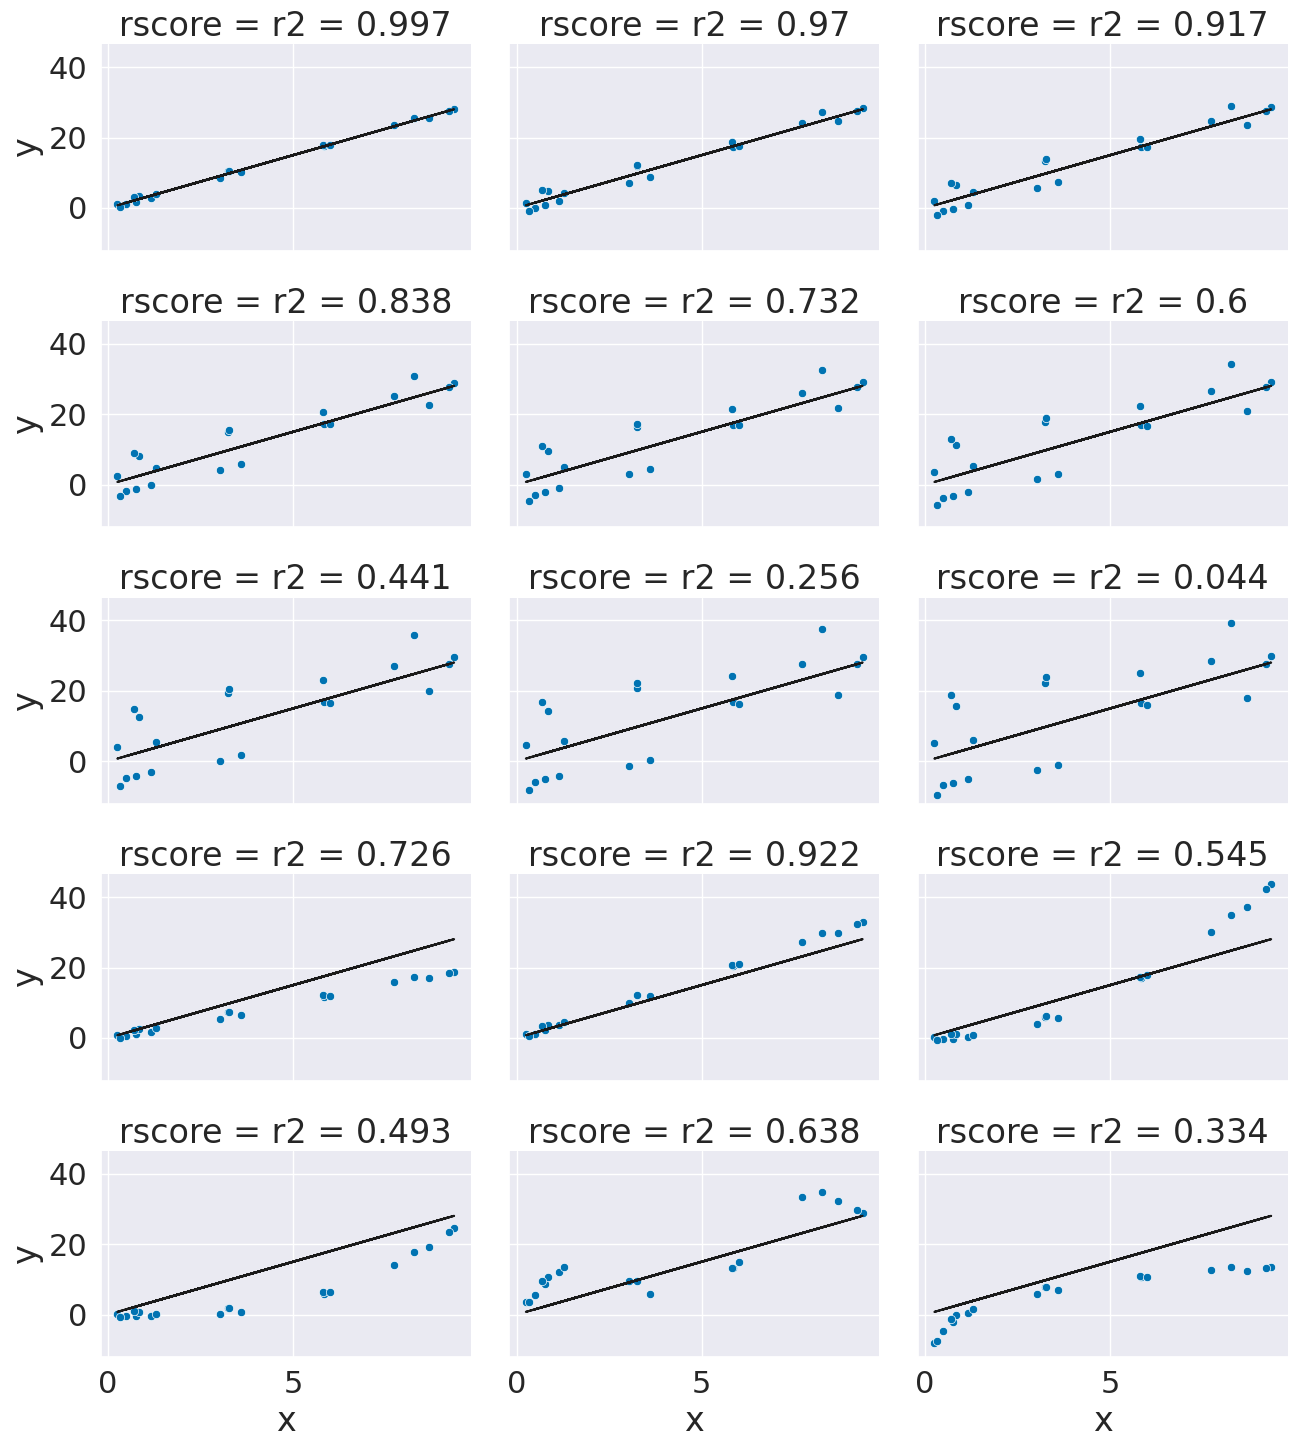 rscore = r2 = 0.997
rscore = r2 = 0.97
rscore = r2 = 0.917
40
20
0
y
rscore = r2 = 0.838
rscore = r2 = 0.732
rscore = r2 = 0.6
40
20
0
y
rscore = r2 = 0.441
rscore = r2 = 0.256
rscore = r2 = 0.044
40
20
0
y
rscore = r2 = 0.726
rscore = r2 = 0.922
rscore = r2 = 0.545
40
20
0
y
rscore = r2 = 0.493
rscore = r2 = 0.638
rscore = r2 = 0.334
40
20
0
y
0 5
0 5
0 5
x
x
x